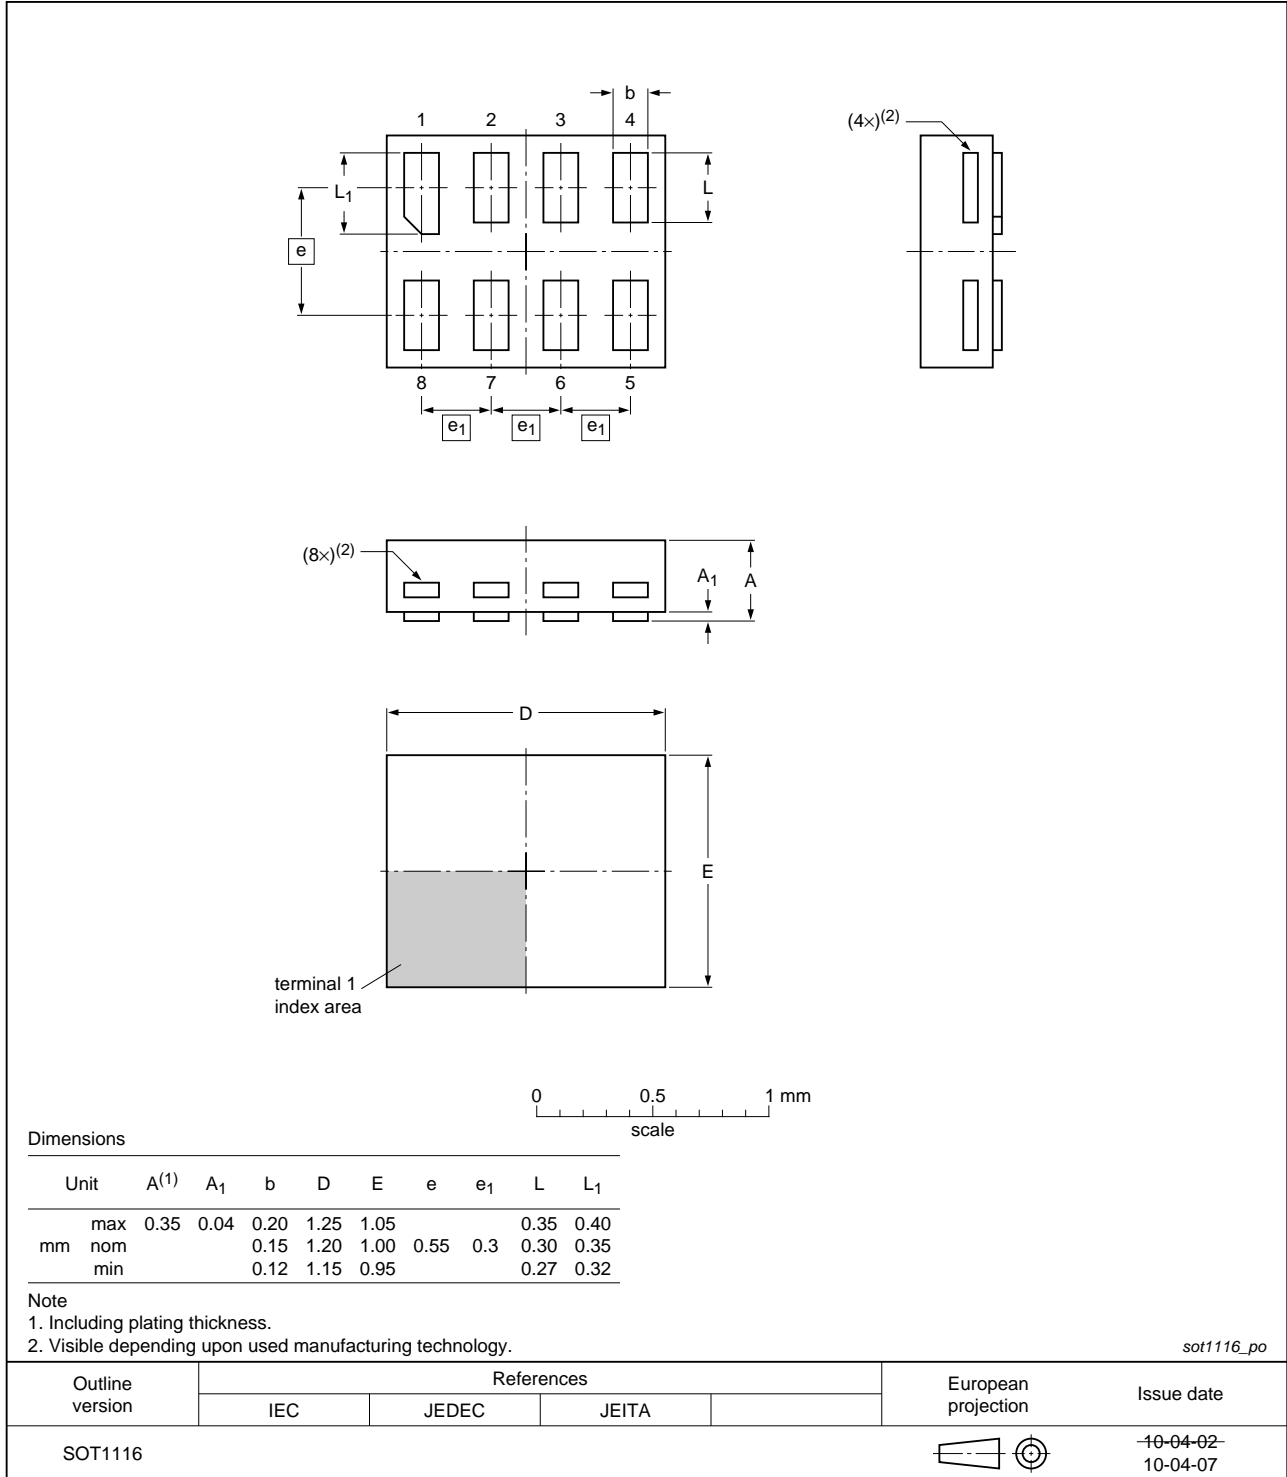 b
1 2 3 4
(4×)(2)
L1
L
e
8 7 6 5
e1 e1 e1
(8×)(2)
A1 A
D
E
terminal 1
index area
0 0.5 1 mm
scale
Dimensions
Unit A(1) A1 b D E e e1 L L1
max 0.35 0.04 0.20 1.25 1.05 0.35 0.40
mm nom 0.15 1.20 1.00 0.55 0.3 0.30 0.35
min 0.12 1.15 0.95 0.27 0.32
Note
1. Including plating thickness.
2. Visible depending upon used manufacturing technology.
sot1116_po
Outline
version
References
IEC JEDEC JEITA
European
projection
Issue date
SOT1116
10-04-02
10-04-07